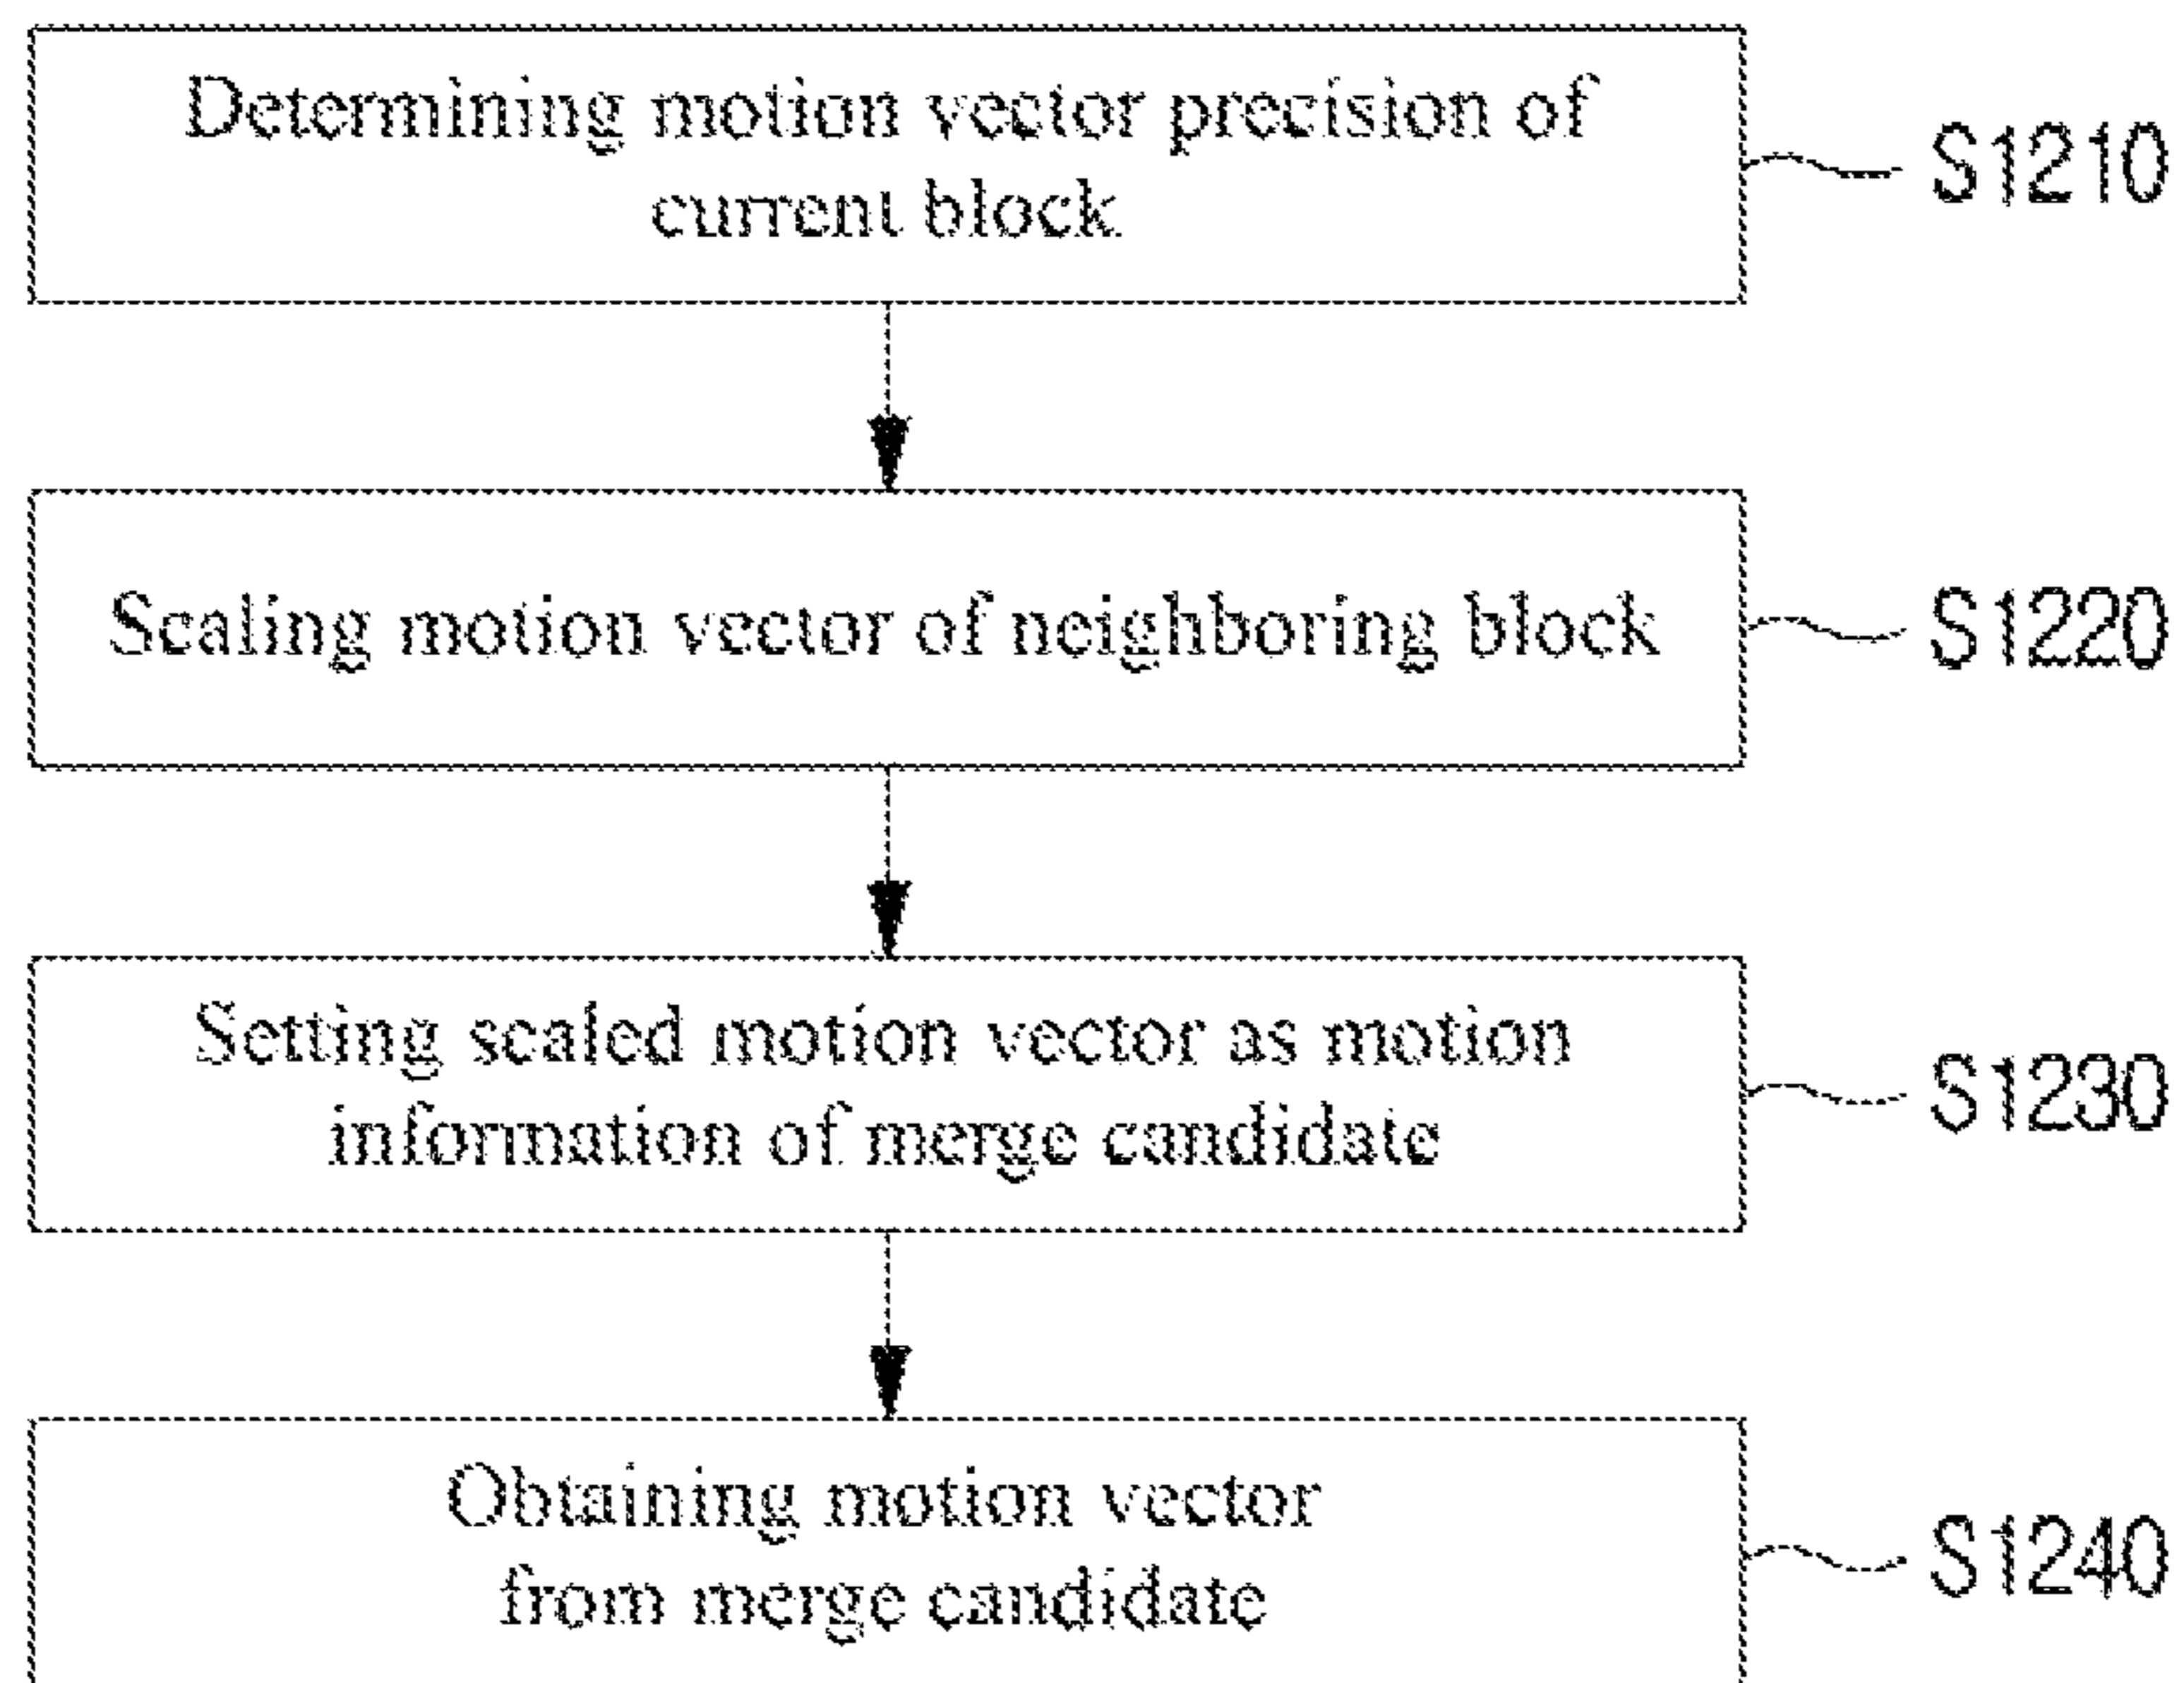 Determining motion vector precision of
current block
S1210
Scaling motion vector of neighboring block
S1220
Setting scaled motion vector as motion
information of merge candidate
S1230
Obtaining motion vector
from merge candidate
S1240